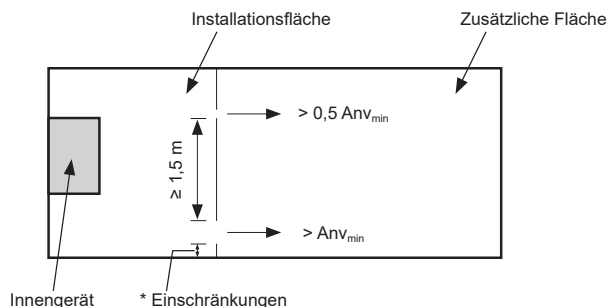 Installationsfläche
Zusätzliche Fläche
> 0,5 Anvmin
≥ 1,5 m
> Anvmin
Innengerät
* Einschränkungen